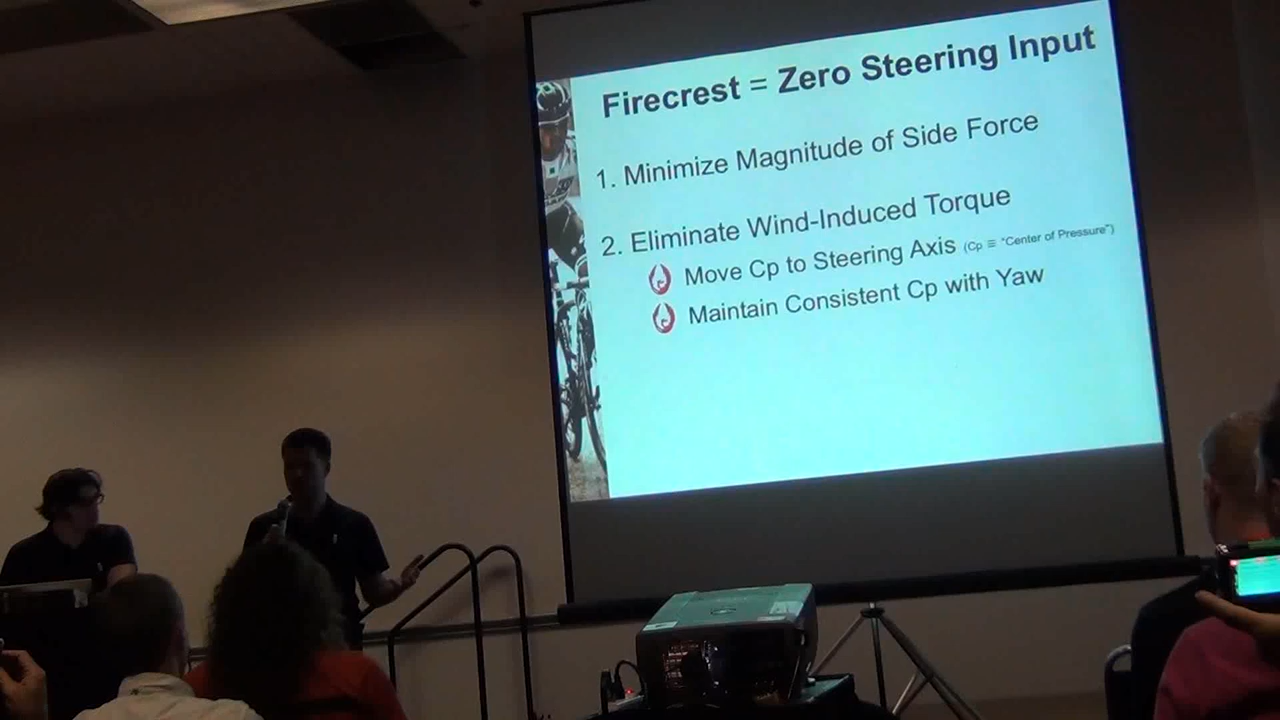 Firecrest = Zero Steering Input
1. Minimize Magnitude of Side Force
2. Eliminate Wind-Induced Torque
Move Cp to Steering Axis (Cp ≡ "Center of Pressure")
Maintain Consistent Cp with Yaw